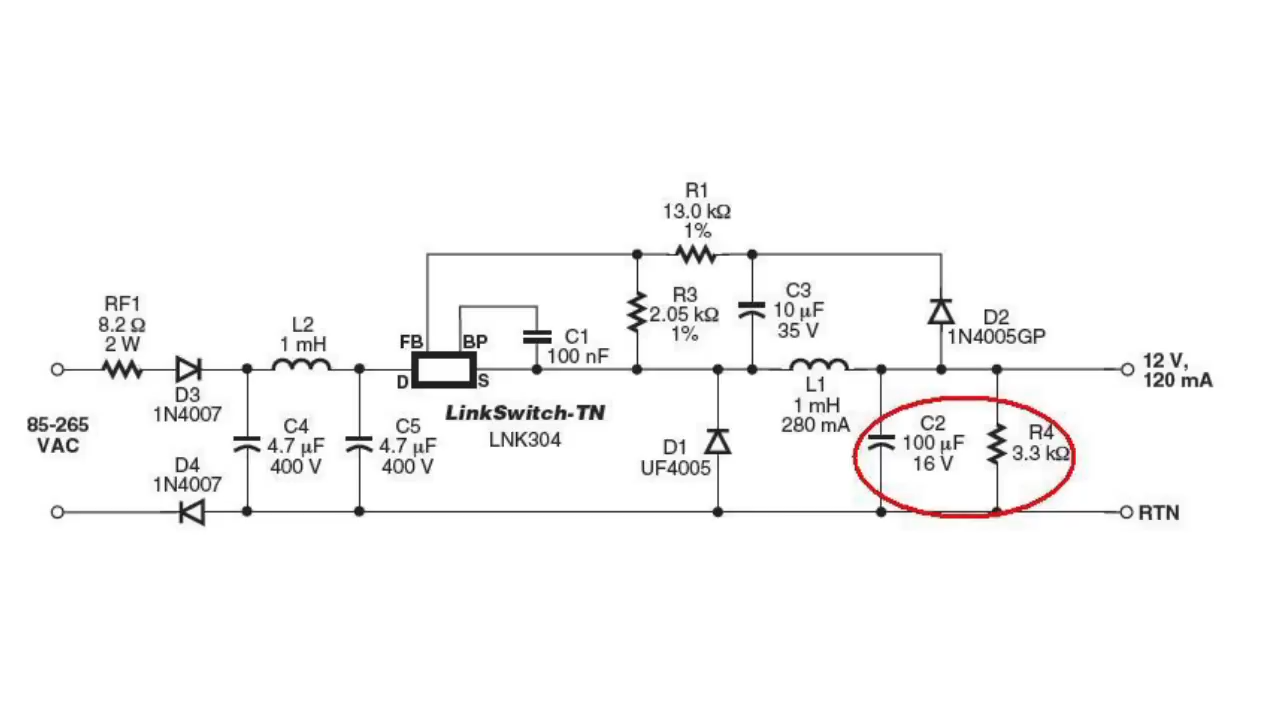 R1
13.0 kΩ
1%
RF1
8.2 Ω
2 W
D3
1N4007
L2
1 mH
FB
BP
D
S
C1
100 nF
R3
2.05 kΩ
1%
C3
10 µF
35 V
D2
1N4005GP
12 V,
120 mA
85-265
VAC
C4
4.7 µF
400 V
C5
4.7 µF
400 V
LinkSwitch-TN
LNK304
L1
1 mH
280 mA
D1
UF4005
C2
100 µF
16 V
R4
3.3 kΩ
D4
1N4007
RTN